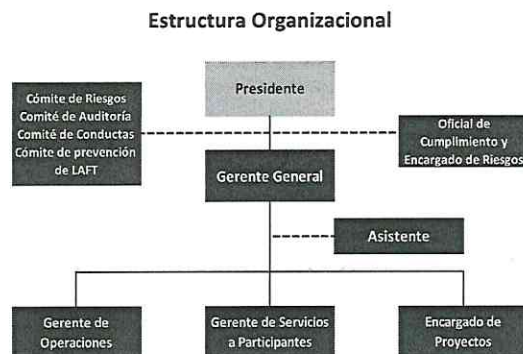 Estructura Organizacional
Presidente
Cómite de Riesgos
Comité de Auditoría
Comité de Conductas
Cómite de prevención
de LAFT
Oficial de
Cumplimiento y
Encargado de Riesgos
Gerente General
Asistente
Gerente de
Operaciones
Gerente de Servicios
a Participantes
Encargado de
Proyectos